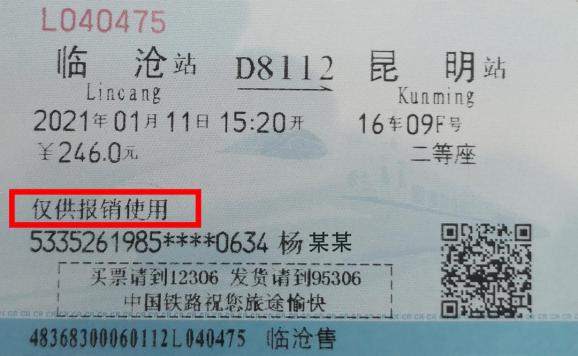 L040475
临沧站 D8112 昆明站
Lincang Kunming
2021年01月11日15:20开 16车09F号
￥246.0元 二等座
仅供报销使用
5335261985****0634 杨某某
买票请到12306 发货请到95306
中国铁路祝您旅途愉快
48368300060112L040475 临沧售